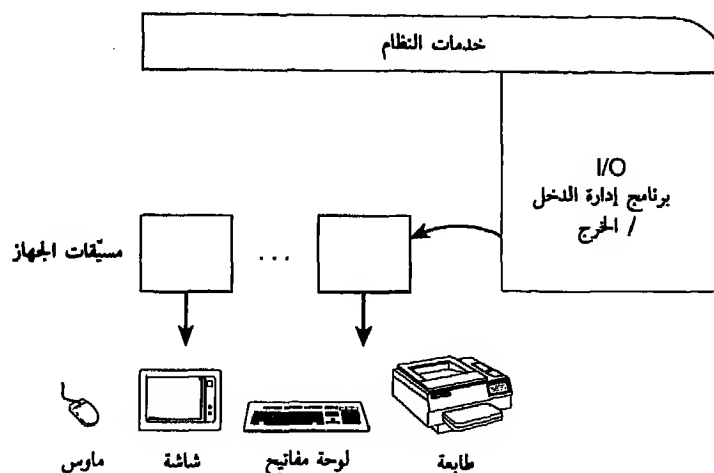 خدمات النظام
I/O
برنامج إدارة الدخل
/ الخرج
مسيّقات الجهاز
...
طابعة
لوحة مفاتيح
شاشة
ماوس